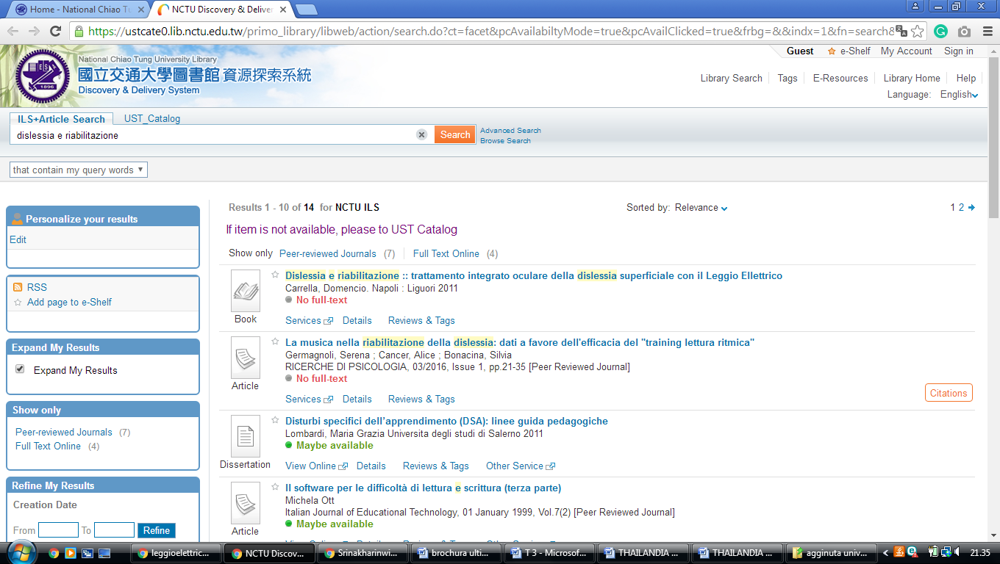 Home - National Chiao Tu
NCTU Discovery & Deliver
https://ustcate0.lib.nctu.edu.tw/primo_library/libweb/action/search.do?ct=facet&pcAvailabiltyMode=true&pcAvailClicked=true&frbg=&&indx=1&fn=search&
Guest e-Shelf My Account Sign in
National Chiao Tung University Library
國立交通大學圖書館 資源探索系統
Discovery & Delivery System
1896
Library Search Tags E-Resources Library Home Help
Language: English
ILS+Article Search UST_Catalog
dislessia e riabilitazione Search
Advanced Search
Browse Search
that contain my query words
Personalize your results
Edit
RSS
Add page to e-Shelf
Expand My Results
Expand My Results
Show only
Peer-reviewed Journals (7)
Full Text Online (4)
Refine My Results
Creation Date
From To Refine
Results 1 - 10 of 14 for NCTU ILS Sorted by: Relevance 1 2
If item is not available, please to UST Catalog
Show only Peer-reviewed Journals (7) Full Text Online (4)
Dislessia e riabilitazione :: trattamento integrato oculare della dislessia superficiale con il Leggio Ellettrico
Carrella, Domencio. Napoli : Liguori 2011
No full-text
Book
Services Details Reviews & Tags
La musica nella riabilitazione della dislessia: dati a favore dell'efficacia del "training lettura ritmica"
Germagnoli, Serena ; Cancer, Alice ; Bonacina, Silvia
RICERCHE DI PSICOLOGIA, 03/2016, Issue 1, pp.21-35 [Peer Reviewed Journal]
No full-text
Article
Citations
Services Details Reviews & Tags
Disturbi specifici dell'apprendimento (DSA): linee guida pedagogiche
Lombardi, Maria Grazia Universita degli studi di Salerno 2011
Maybe available
Dissertation
View Online Details Reviews & Tags Other Service
Il software per le difficoltà di lettura e scrittura (terza parte)
Michela Ott
Italian Journal of Educational Technology, 01 January 1999, Vol.7(2) [Peer Reviewed Journal]
Maybe available
Article
leggioelettric... NCTU Discov... Srinakharinwi... brochura ulti... T 3 - Microsof... THAILANDIA ... THAILANDIA ... agginuta univ... 21.35